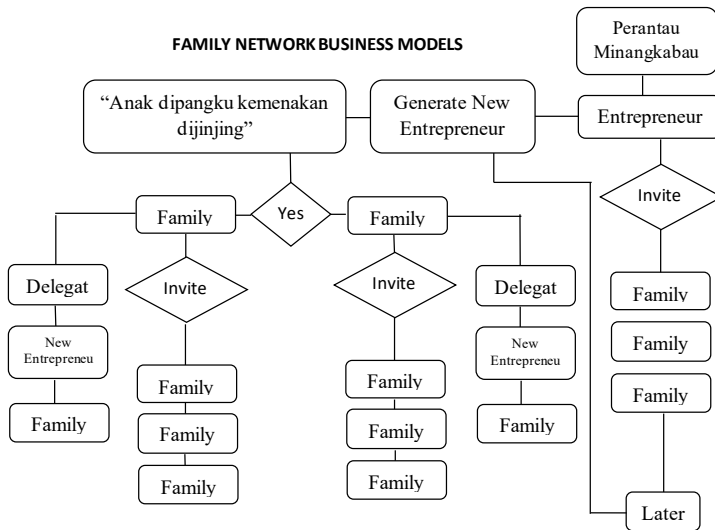 FAMILY NETWORK BUSINESS MODELS
Perantau
Minangkabau
“Anak dipangku kemenakan
dijinjing”
Generate New
Entrepreneur
Entrepreneur
Invite
Yes
Family
Family
Delegat
Invite
Invite
Delegat
Family
New
Entrepreneu
New
Entrepreneu
Family
Family
Family
Family
Family
Family
Family
Family
Family
Family
Family
Later